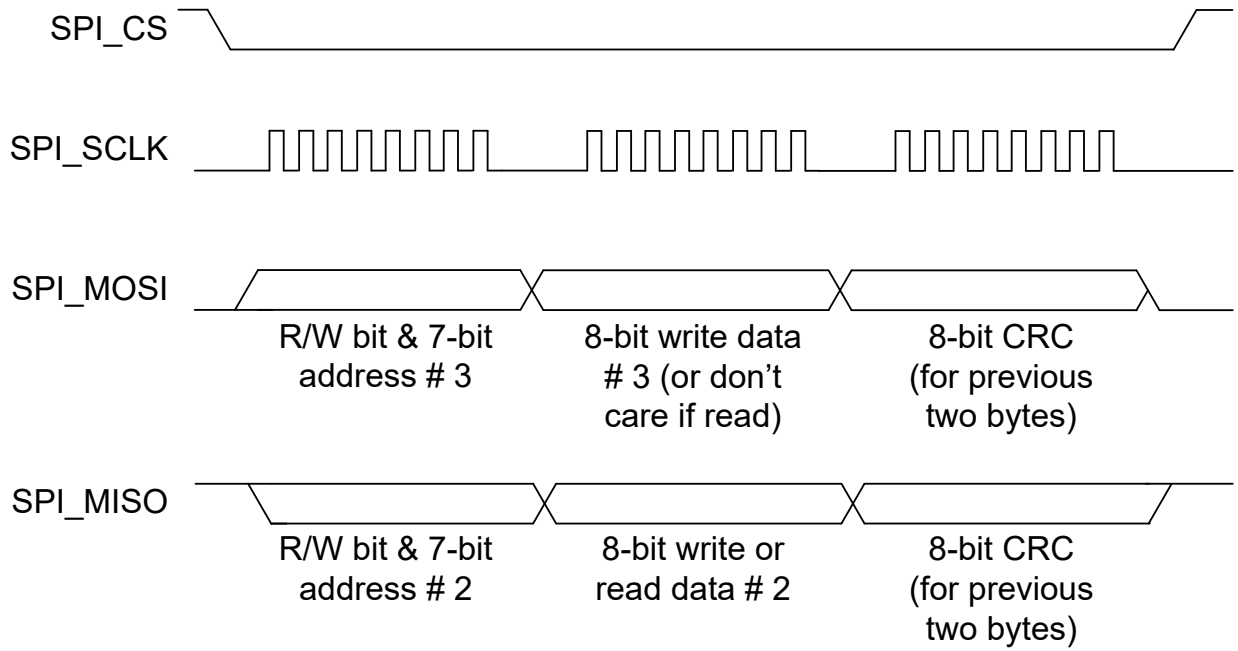 SPI_CS
SPI_SCLK
SPI_MOSI
R/W bit & 7-bit
address # 3
8-bit write data
# 3 (or don't
care if read)
8-bit CRC
(for previous
two bytes)
SPI_MISO
R/W bit & 7-bit
address # 2
8-bit write or
read data # 2
8-bit CRC
(for previous
two bytes)